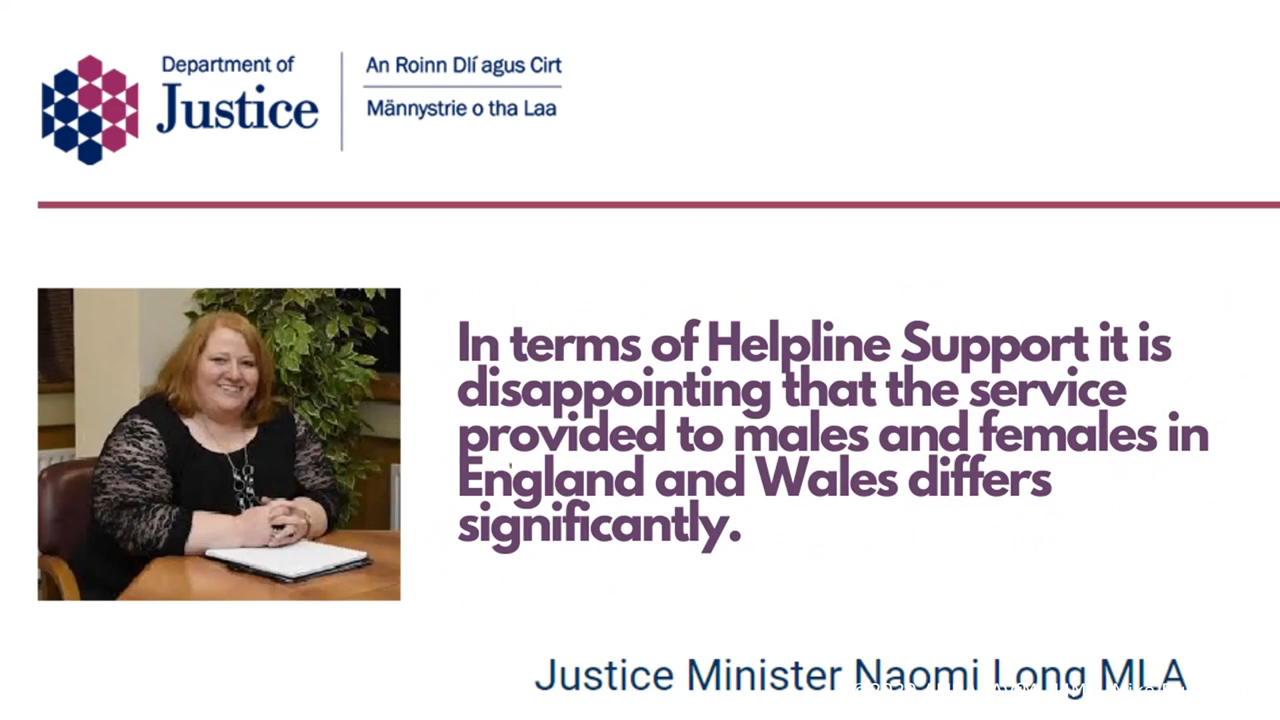 Department of
Justice
An Roinn Dlí agus Cirt
Männystrie o tha Laa
In terms of Helpline Support it is
disappointing that the service
provided to males and females in
England and Wales differs
significantly.
Justice Minister Naomi Long MLA